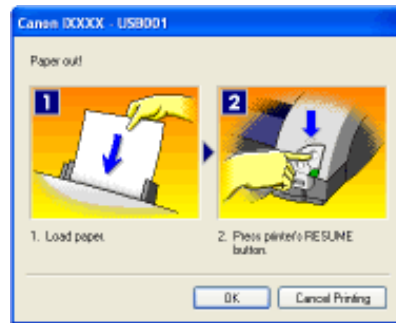 Canon IXXXX - USB001
Paper out!
1
2
1. Load paper.
2. Press printer's RESUME
button.
OK
Cancel Printing